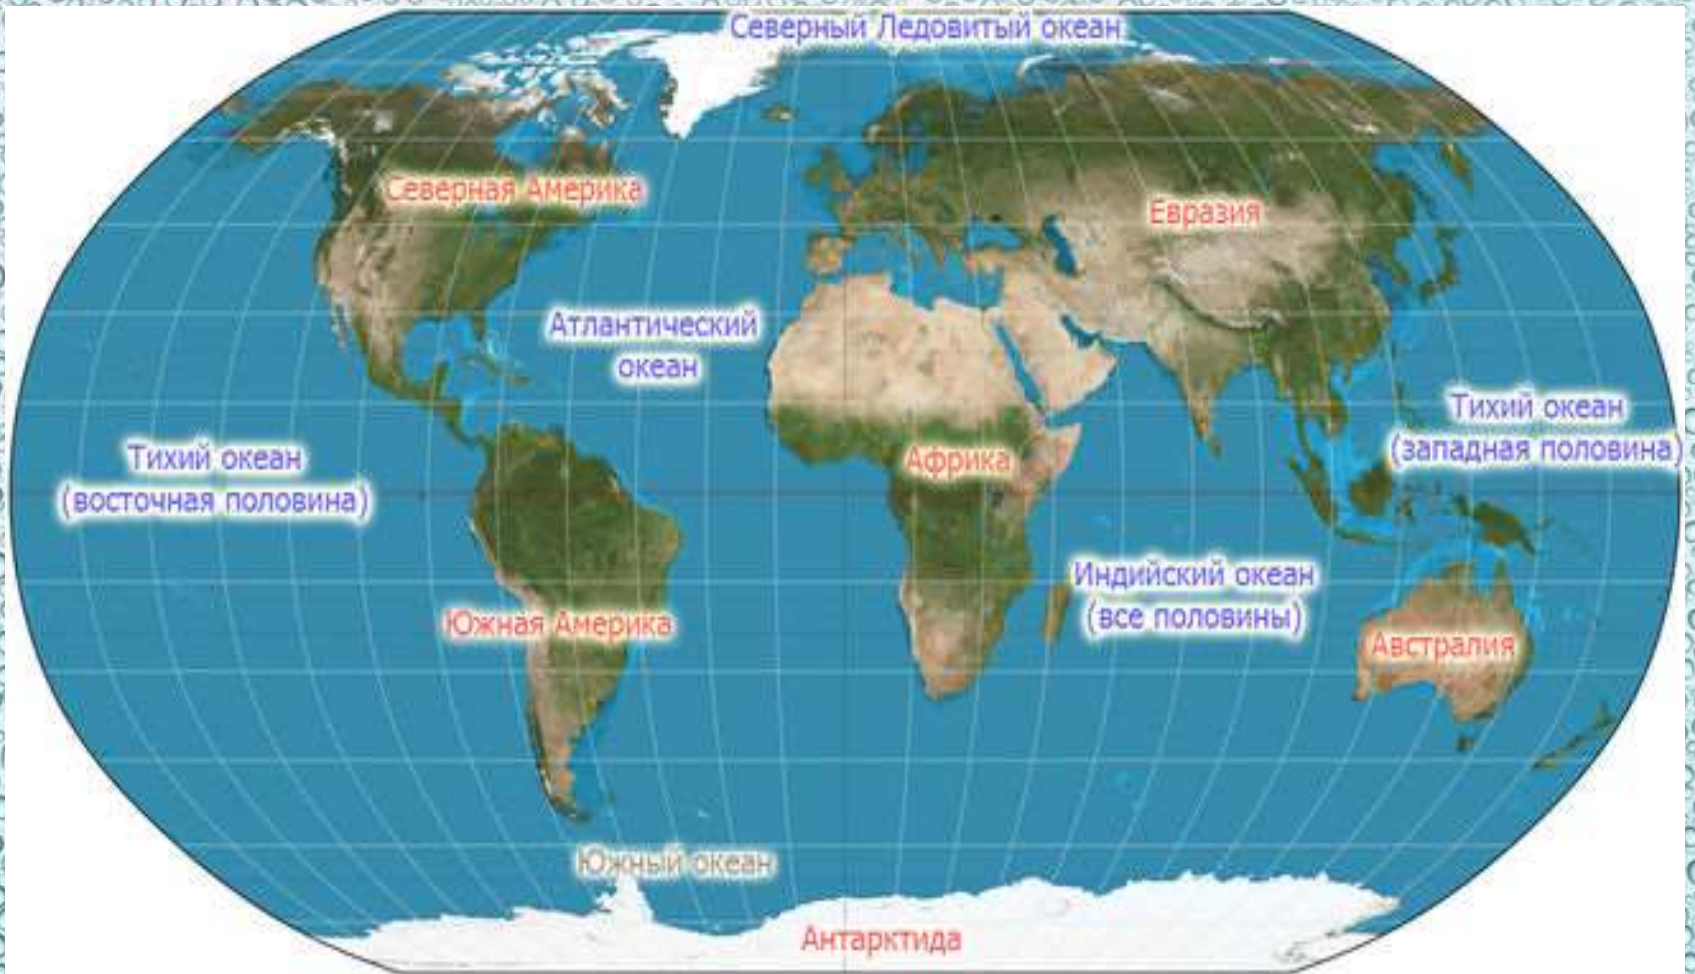 Северный Ледовитый океан
Северная Америка
Евразия
Атлантический
океан
Тихий океан
(западная половина)
Африка
Тихий океан
(восточная половина)
Индийский океан
(все половины)
Южная Америка
Австралия
Южный океан
Антарктида